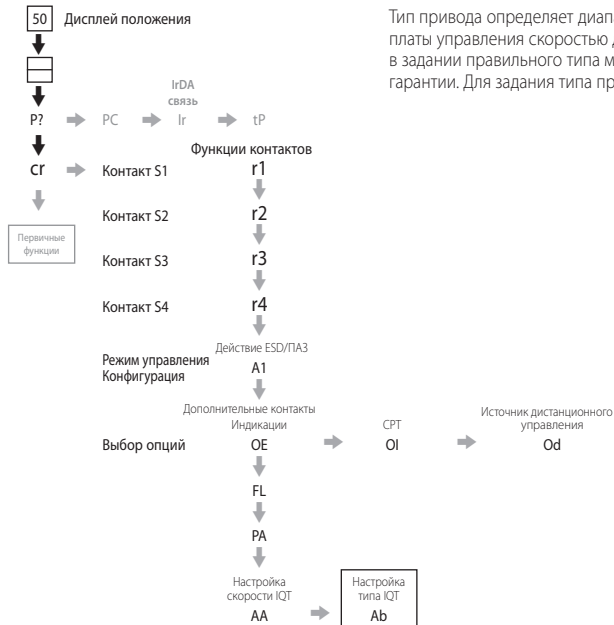 50 Дисплей положения
Тип привода определяет диап
платы управления скоростью
в задании правильного типа м
гарантии. Для задания типа пр
IrDA
связь
P? PC Ir tP
Функции контактов
cr Контакт S1 r1
Первичные
функции
Контакт S2 r2
Контакт S3 r3
Контакт S4 r4
Действие ESD/ПАЗ
Режим управления
Конфигурация
A1
Дополнительные контакты
Индикации
CPT
Источник дистанционного
управления
Выбор опций OE OI Od
FL
PA
Настройка
скорости IQT
AA
Настройка
типа IQT
Ab